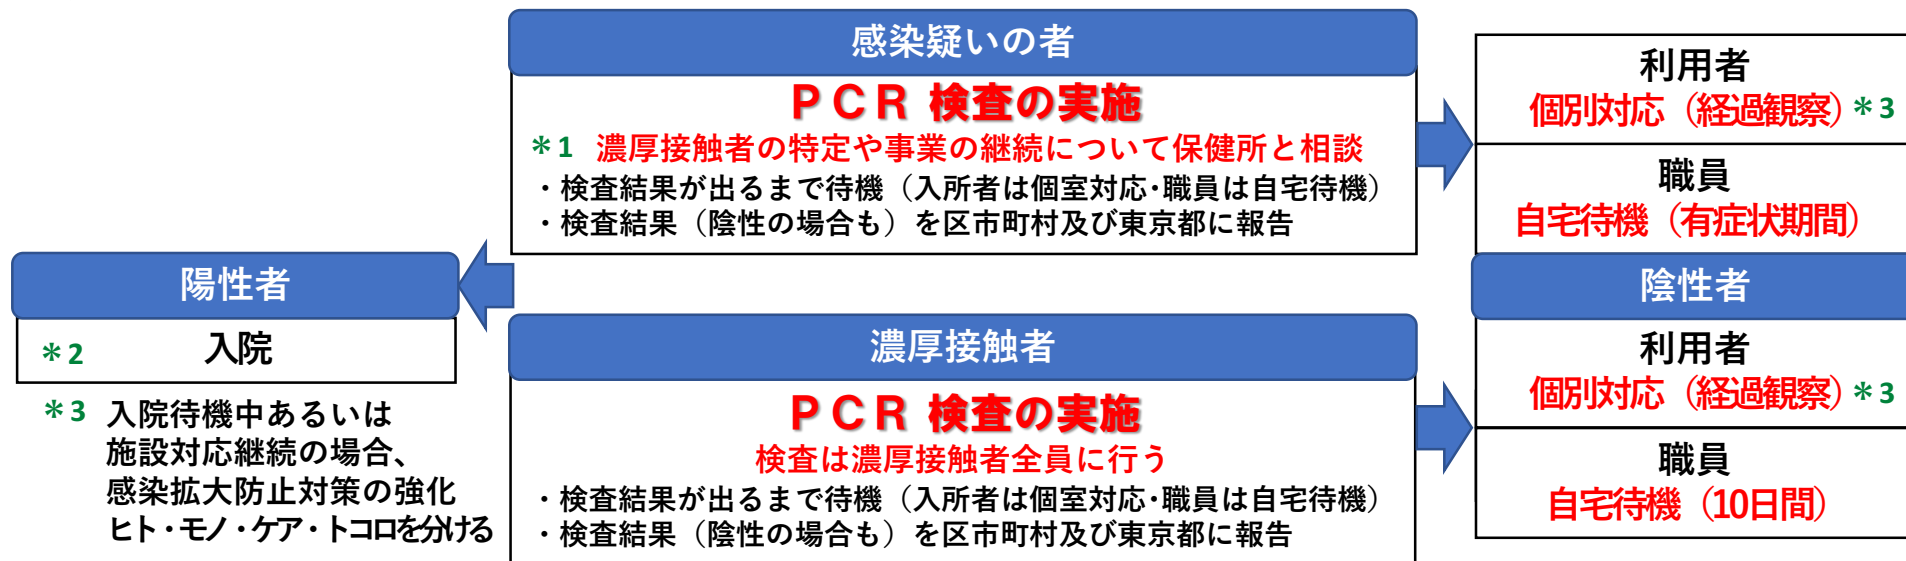 感染疑いの者
PCR 検査の実施
＊1 濃厚接触者の特定や事業の継続について保健所と相談
・検査結果が出るまで待機（入所者は個室対応･職員は自宅待機）
・検査結果（陰性の場合も）を区市町村及び東京都に報告
利用者
個別対応（経過観察）＊3
職員
自宅待機（有症状期間）
陽性者
＊2 入院
＊3 入院待機中あるいは
施設対応継続の場合、
感染拡大防止対策の強化
ヒト・モノ・ケア・トコロを分ける
濃厚接触者
PCR 検査の実施
検査は濃厚接触者全員に行う
・検査結果が出るまで待機（入所者は個室対応･職員は自宅待機）
・検査結果（陰性の場合も）を区市町村及び東京都に報告
陰性者
利用者
個別対応（経過観察）＊3
職員
自宅待機（10日間）